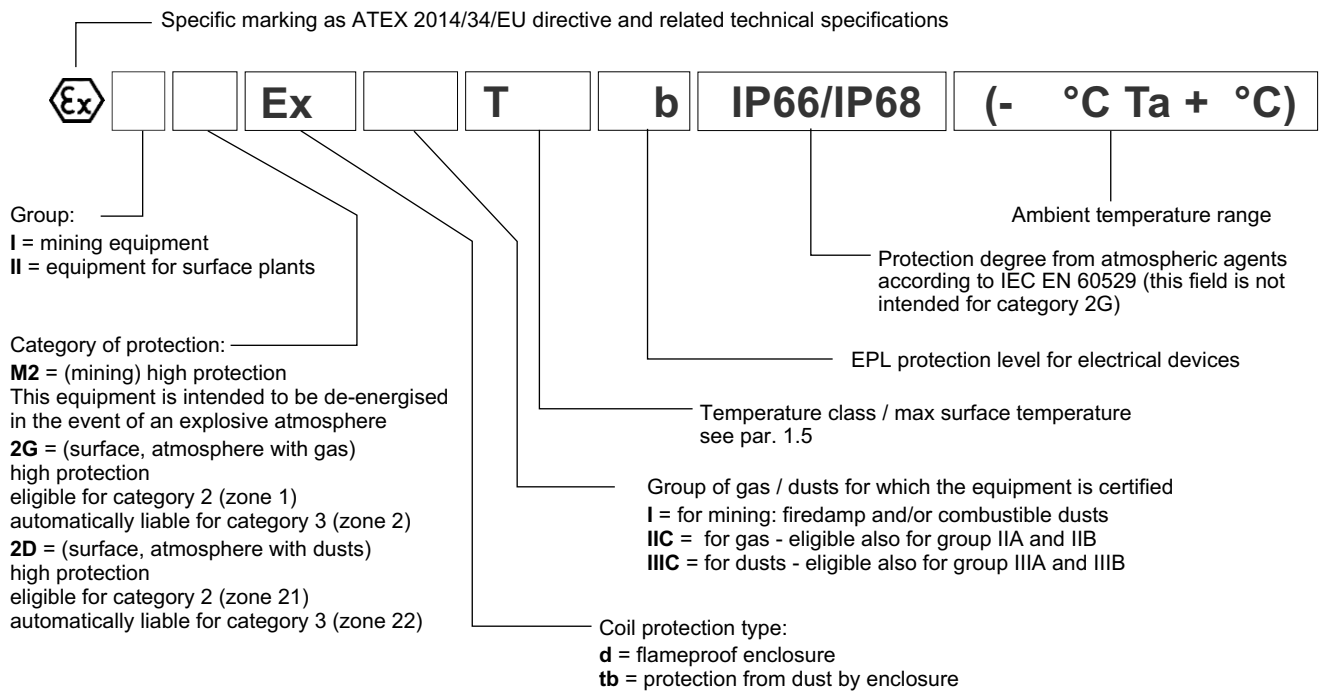 Specific marking as ATEX 2014/34/EU directive and related technical specifications
Ex Ex T b IP66/IP68 (- °C Ta + °C)
Group:
I = mining equipment
II = equipment for surface plants
Ambient temperature range
Protection degree from atmospheric agents
according to IEC EN 60529 (this field is not
intended for category 2G)
Category of protection:
M2 = (mining) high protection
This equipment is intended to be de-energised
in the event of an explosive atmosphere
2G = (surface, atmosphere with gas)
high protection
eligible for category 2 (zone 1)
automatically liable for category 3 (zone 2)
2D = (surface, atmosphere with dusts)
high protection
eligible for category 2 (zone 21)
automatically liable for category 3 (zone 22)
EPL protection level for electrical devices
Temperature class / max surface temperature
see par. 1.5
Group of gas / dusts for which the equipment is certified
I = for mining: firedamp and/or combustible dusts
IIC = for gas - eligible also for group IIA and IIB
IIIC = for dusts - eligible also for group IIIA and IIIB
Coil protection type:
d = flameproof enclosure
tb = protection from dust by enclosure